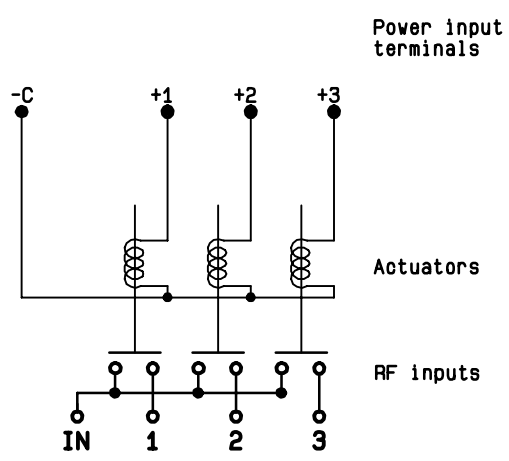 Power input
terminals
-C +1 +2 +3
Actuators
RF inputs
IN 1 2 3